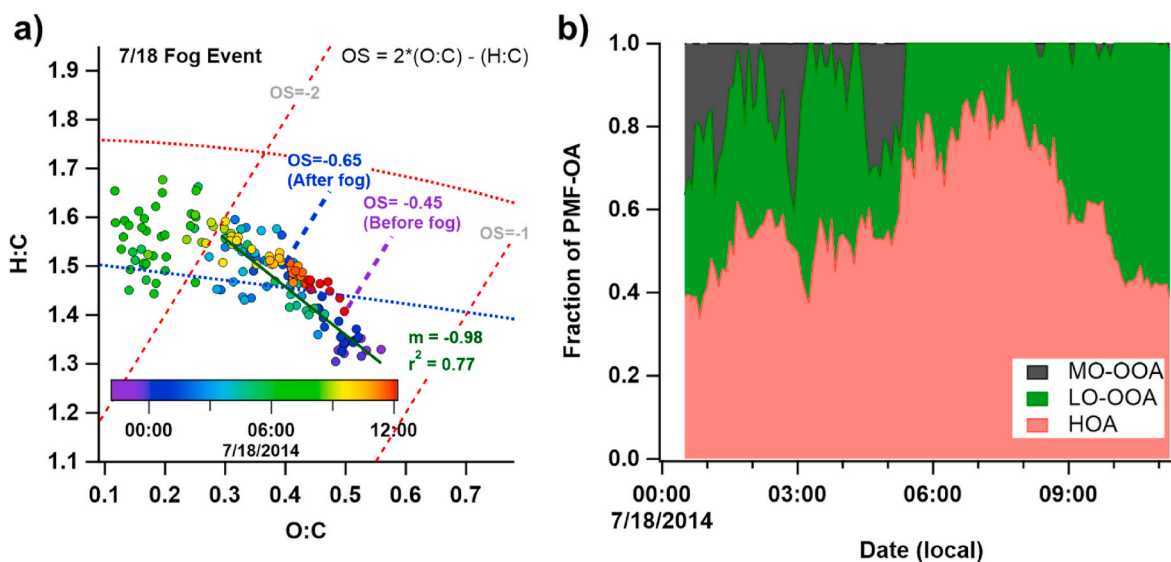 a)
7/18 Fog Event
OS = 2*(O:C) - (H:C)
OS=-2
OS=-0.65
(After fog)
OS= -0.45
(Before fog)
OS=-1
m = -0.98
r² = 0.77
1.9
1.8
1.7
1.6
1.5
1.4
1.3
1.2
1.1
H:C
00:00
06:00
12:00
7/18/2014
0.1
0.2
0.3
0.4
0.5
0.6
0.7
O:C
b)
1.0
0.8
0.6
0.4
0.2
0.0
Fraction of PMF-OA
MO-OOA
LO-OOA
HOA
00:00
03:00
06:00
09:00
7/18/2014
Date (local)